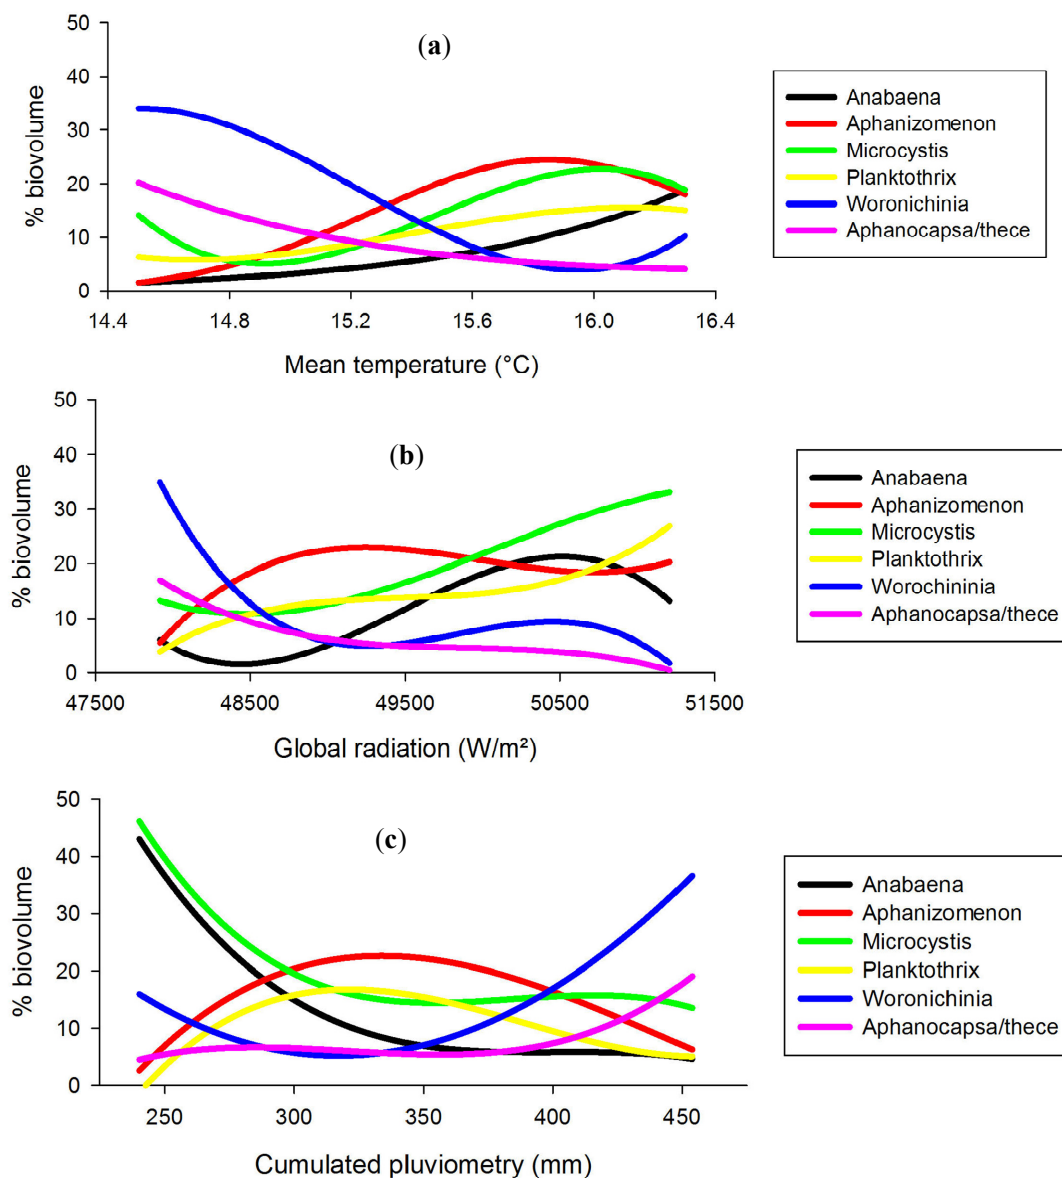 (a)
50
40
30
20
10
0
% biovolume
14.4 14.8 15.2 15.6 16.0 16.4
Mean temperature (°C)
Anabaena
Aphanizomenon
Microcystis
Planktothrix
Woronichinia
Aphanocapsa/thece
(b)
50
40
30
20
10
0
% biovolume
47500 48500 49500 50500 51500
Global radiation (W/m²)
Anabaena
Aphanizomenon
Microcystis
Planktothrix
Worochininia
Aphanocapsa/thece
(c)
50
40
30
20
10
0
% biovolume
250 300 350 400 450
Cumulated pluviometry (mm)
Anabaena
Aphanizomenon
Microcystis
Planktothrix
Woronichinia
Aphanocapsa/thece